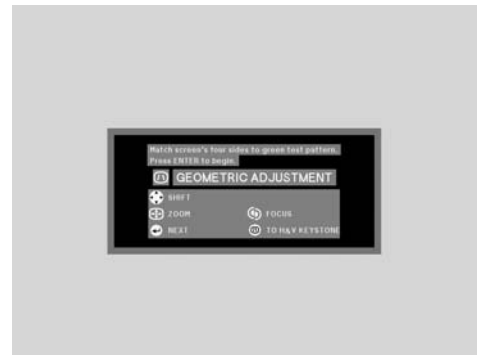 Match screen's four sides to green test pattern.
Press ENTER to begin.
GEOMETRIC ADJUSTMENT
SHIFT
ZOOM FOCUS
NEXT TO H&V KEYSTONE